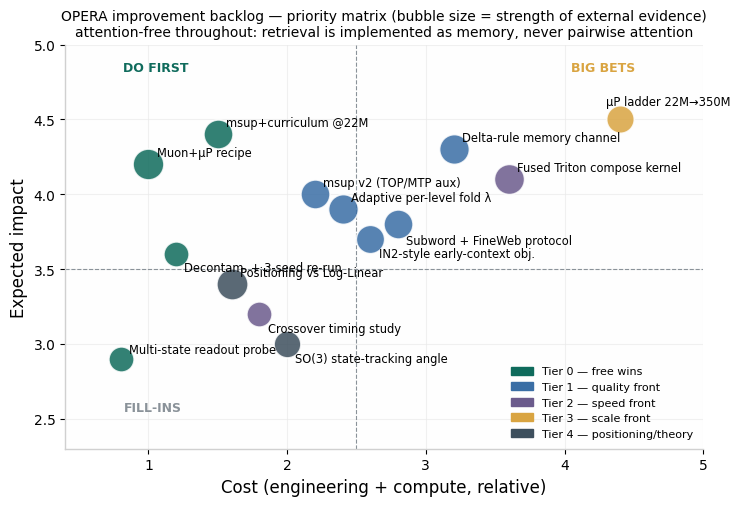 OPERA improvement backlog — priority matrix (bubble size = strength of external evidence)
attention-free throughout: retrieval is implemented as memory, never pairwise attention
5.0
DO FIRST
BIG BETS
μP ladder 22M→350M
4.5
msup+curriculum @22M
Delta-rule memory channel
Muon+μP recipe
Fused Triton compose kernel
msup v2 (TOP/MTP aux)
4.0
Adaptive per-level fold λ
Subword + FineWeb protocol
IN2-style early-context obj.
3.5
Decontam. + 3-seed re-run
Positioning vs Log-Linear
Crossover timing study
3.0
Multi-state readout probe
SO(3) state-tracking angle
FILL-INS
2.5
Tier 0 — free wins
Tier 1 — quality front
Tier 2 — speed front
Tier 3 — scale front
Tier 4 — positioning/theory
1
2
3
4
5
Cost (engineering + compute, relative)
Expected impact